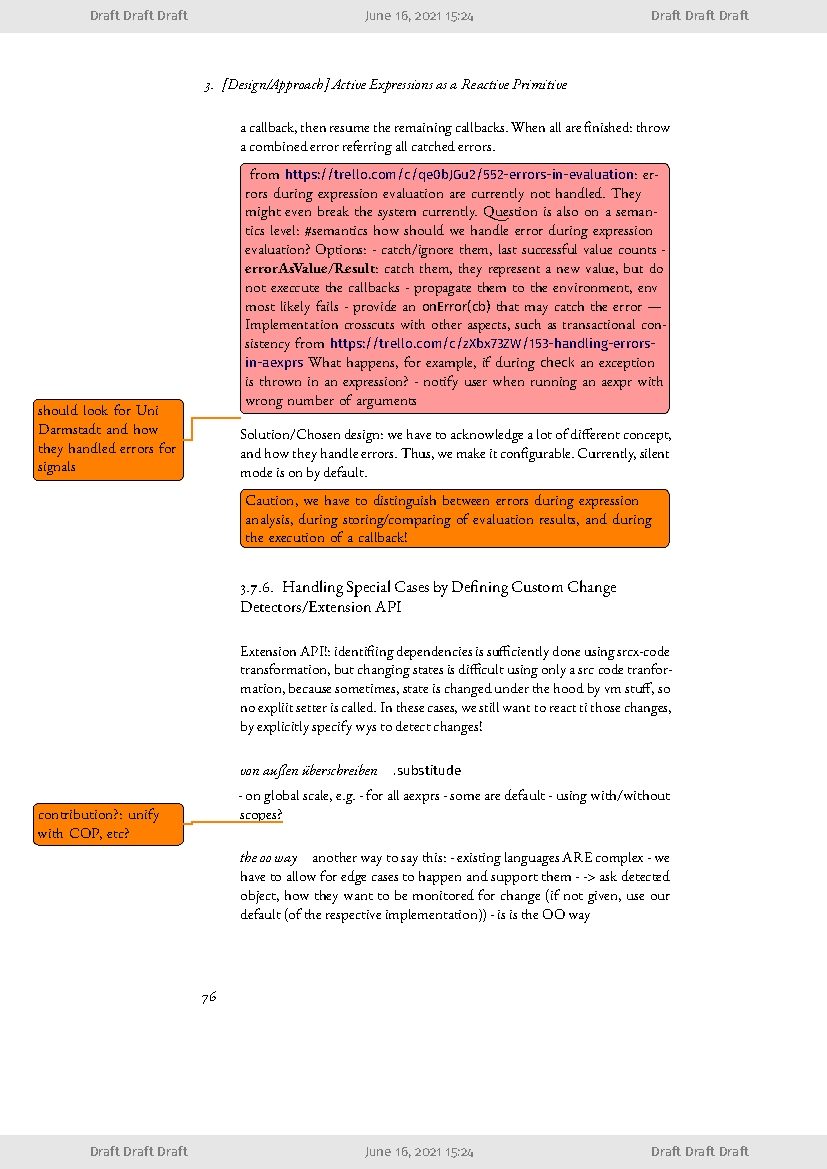 Draft Draft Draft June 16, 2021 15:24 Draft Draft Draft
3. [Design/Approach] Active Expressions as a Reactive Primitive
a callback, then resume the remaining callbacks. When all are finished: throw
a combined error referring all catched errors.
from https://trello.com/c/qe0bJGu2/552-errors-in-evaluation: er-
rors during expression evaluation are currently not handled. They
might even break the system currently. Question is also on a seman-
tics level: #semantics how should we handle error during expression
evaluation? Options: - catch/ignore them, last successful value counts -
errorAsValue/Result: catch them, they represent a new value, but do
not execcute the callbacks - propagate them to the environment, env
most likely fails - provide an onError(cb) that may catch the error —
Implementation crosscuts with other aspects, such as transactional con-
sistency from https://trello.com/c/zXbx73ZW/153-handling-errors-
in-aexprs What happens, for example, if during check an exception
is thrown in an expression? - notify user when running an aexpr with
wrong number of arguments
should look for Uni
Darmstadt and how
they handled errors for
signals
Solution/Chosen design: we have to acknowledge a lot of different concept,
and how they handle errors. Thus, we make it configurable. Currently, silent
mode is on by default.
Caution, we have to distinguish between errors during expression
analysis, during storing/comparing of evaluation results, and during
the execution of a callback!
3.7.6. Handling Special Cases by Defining Custom Change
Detectors/Extension API
Extension API!: identifiing dependencies is sufficiently done using srcx-code
transformation, but changing states is difficult using only a src code tranfor-
mation, because sometimes, state is changed under the hood by vm stuff, so
no expliit setter is called. In these cases, we still want to react ti those changes,
by explicitly specify wys to detect changes!
von außen überschreiben .substitude
- on global scale, e.g. - for all aexprs - some are default - using with/without
scopes?
contribution?: unify
with COP, etc?
the oo way another way to say this: - existing languages ARE complex - we
have to allow for edge cases to happen and support them - -> ask detected
object, how they want to be monitored for change (if not given, use our
default (of the respective implementation)) - is is the OO way
76
Draft Draft Draft June 16, 2021 15:24 Draft Draft Draft